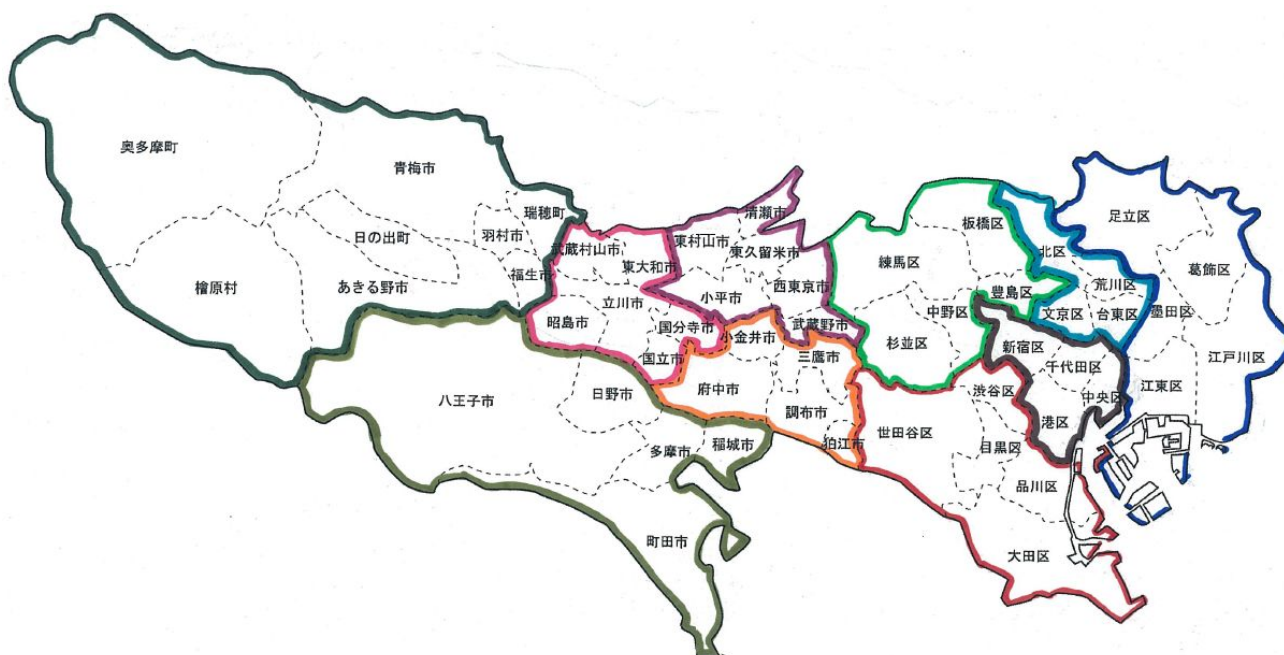 奥多摩町
青梅市
瑞穂町
羽村市
日の出町
福生市
あきる野市
檜原村
武蔵村山市
東大和市
立川市
昭島市
国分寺市
国立市
清瀬市
東村山市
東久留米市
小平市
西東京市
武蔵野市
小金井市
三鷹市
府中市
調布市
狛江市
八王子市
日野市
多摩市
稲城市
町田市
板橋区
練馬区
豊島区
中野区
杉並区
北区
荒川区
文京区
台東区
足立区
葛飾区
墨田区
江戸川区
江東区
新宿区
千代田区
中央区
港区
渋谷区
世田谷区
目黒区
品川区
大田区